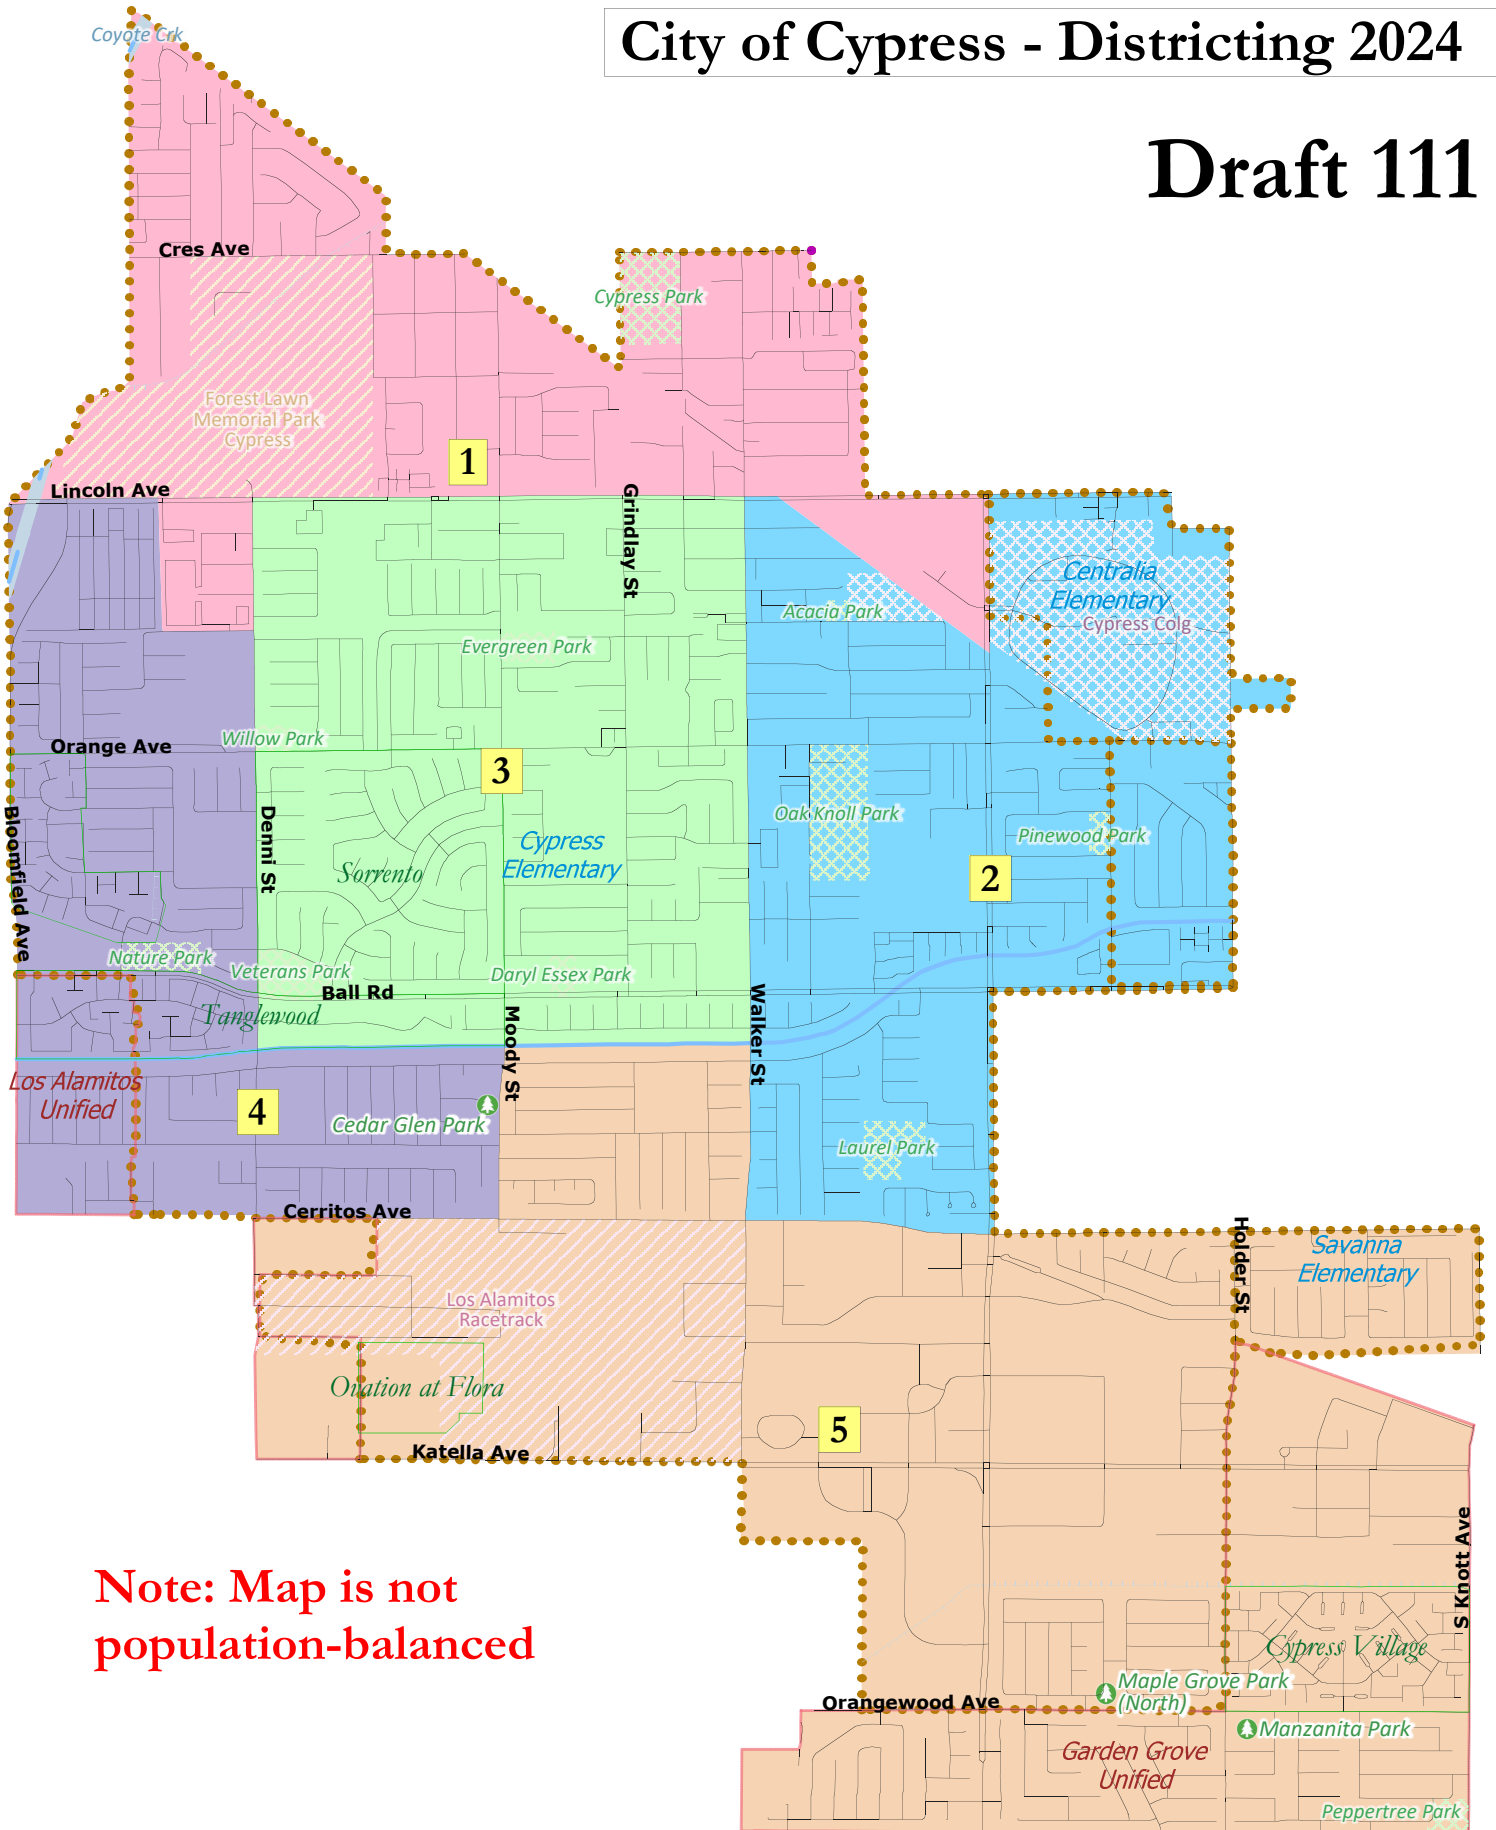 City of Cypress - Districting 2024
Coyote Crk
Draft 111
Cres Ave
Cypress Park
Forest Lawn
Memorial Park
Cypress
1
Lincoln Ave
Grindlay St
Centralia
Elementary
Cypress Colg
Acacia Park
Evergreen Park
Willow Park
Orange Ave
3
Bloomfield Ave
Denni St
Oak Knoll Park
Pinewood Park
Cypress
Elementary
Sorrento
2
Nature Park
Veterans Park
Daryl Essex Park
Ball Rd
Tanglewood
Moody St
Walker St
Los Alamitos
Unified
4
Cedar Glen Park
Laurel Park
Cerritos Ave
Holder St
Savanna
Elementary
Los Alamitos
Racetrack
Ovation at Flora
5
Katella Ave
S Knott Ave
Note: Map is not
population-balanced
Cypress Village
Maple Grove Park
(North)
Orangewood Ave
Manzanita Park
Garden Grove
Unified
Peppertree Park